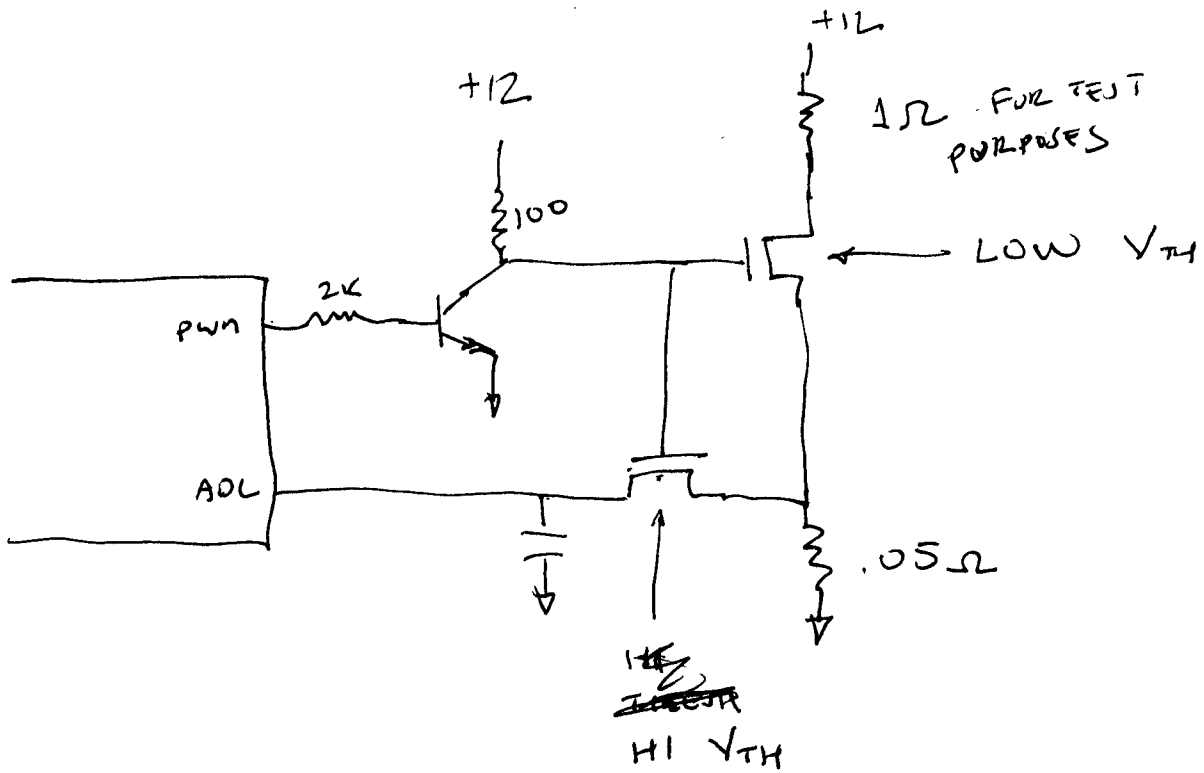 +12
+12
1Ω FOR TEST
PURPOSES
100
LOW VTH
2K
PWM
ADC
.05Ω
HI VTH